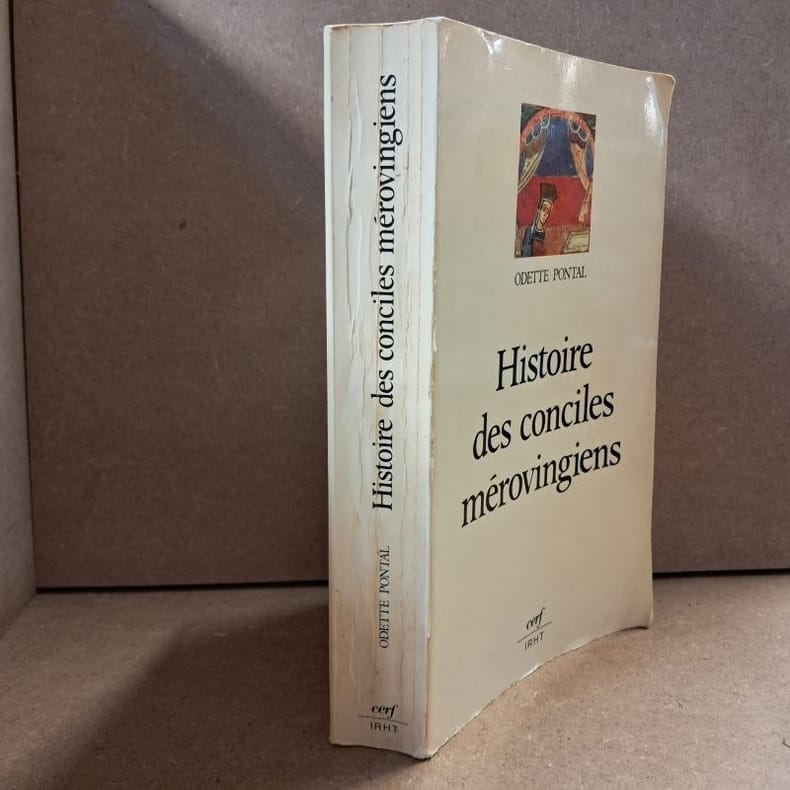 Histoire des conciles mérovingiens
ODETTE PONTAL
cerf
IRHT
ODETTE PONTAL
Histoire
des conciles
mérovingiens
cerf
IRHT